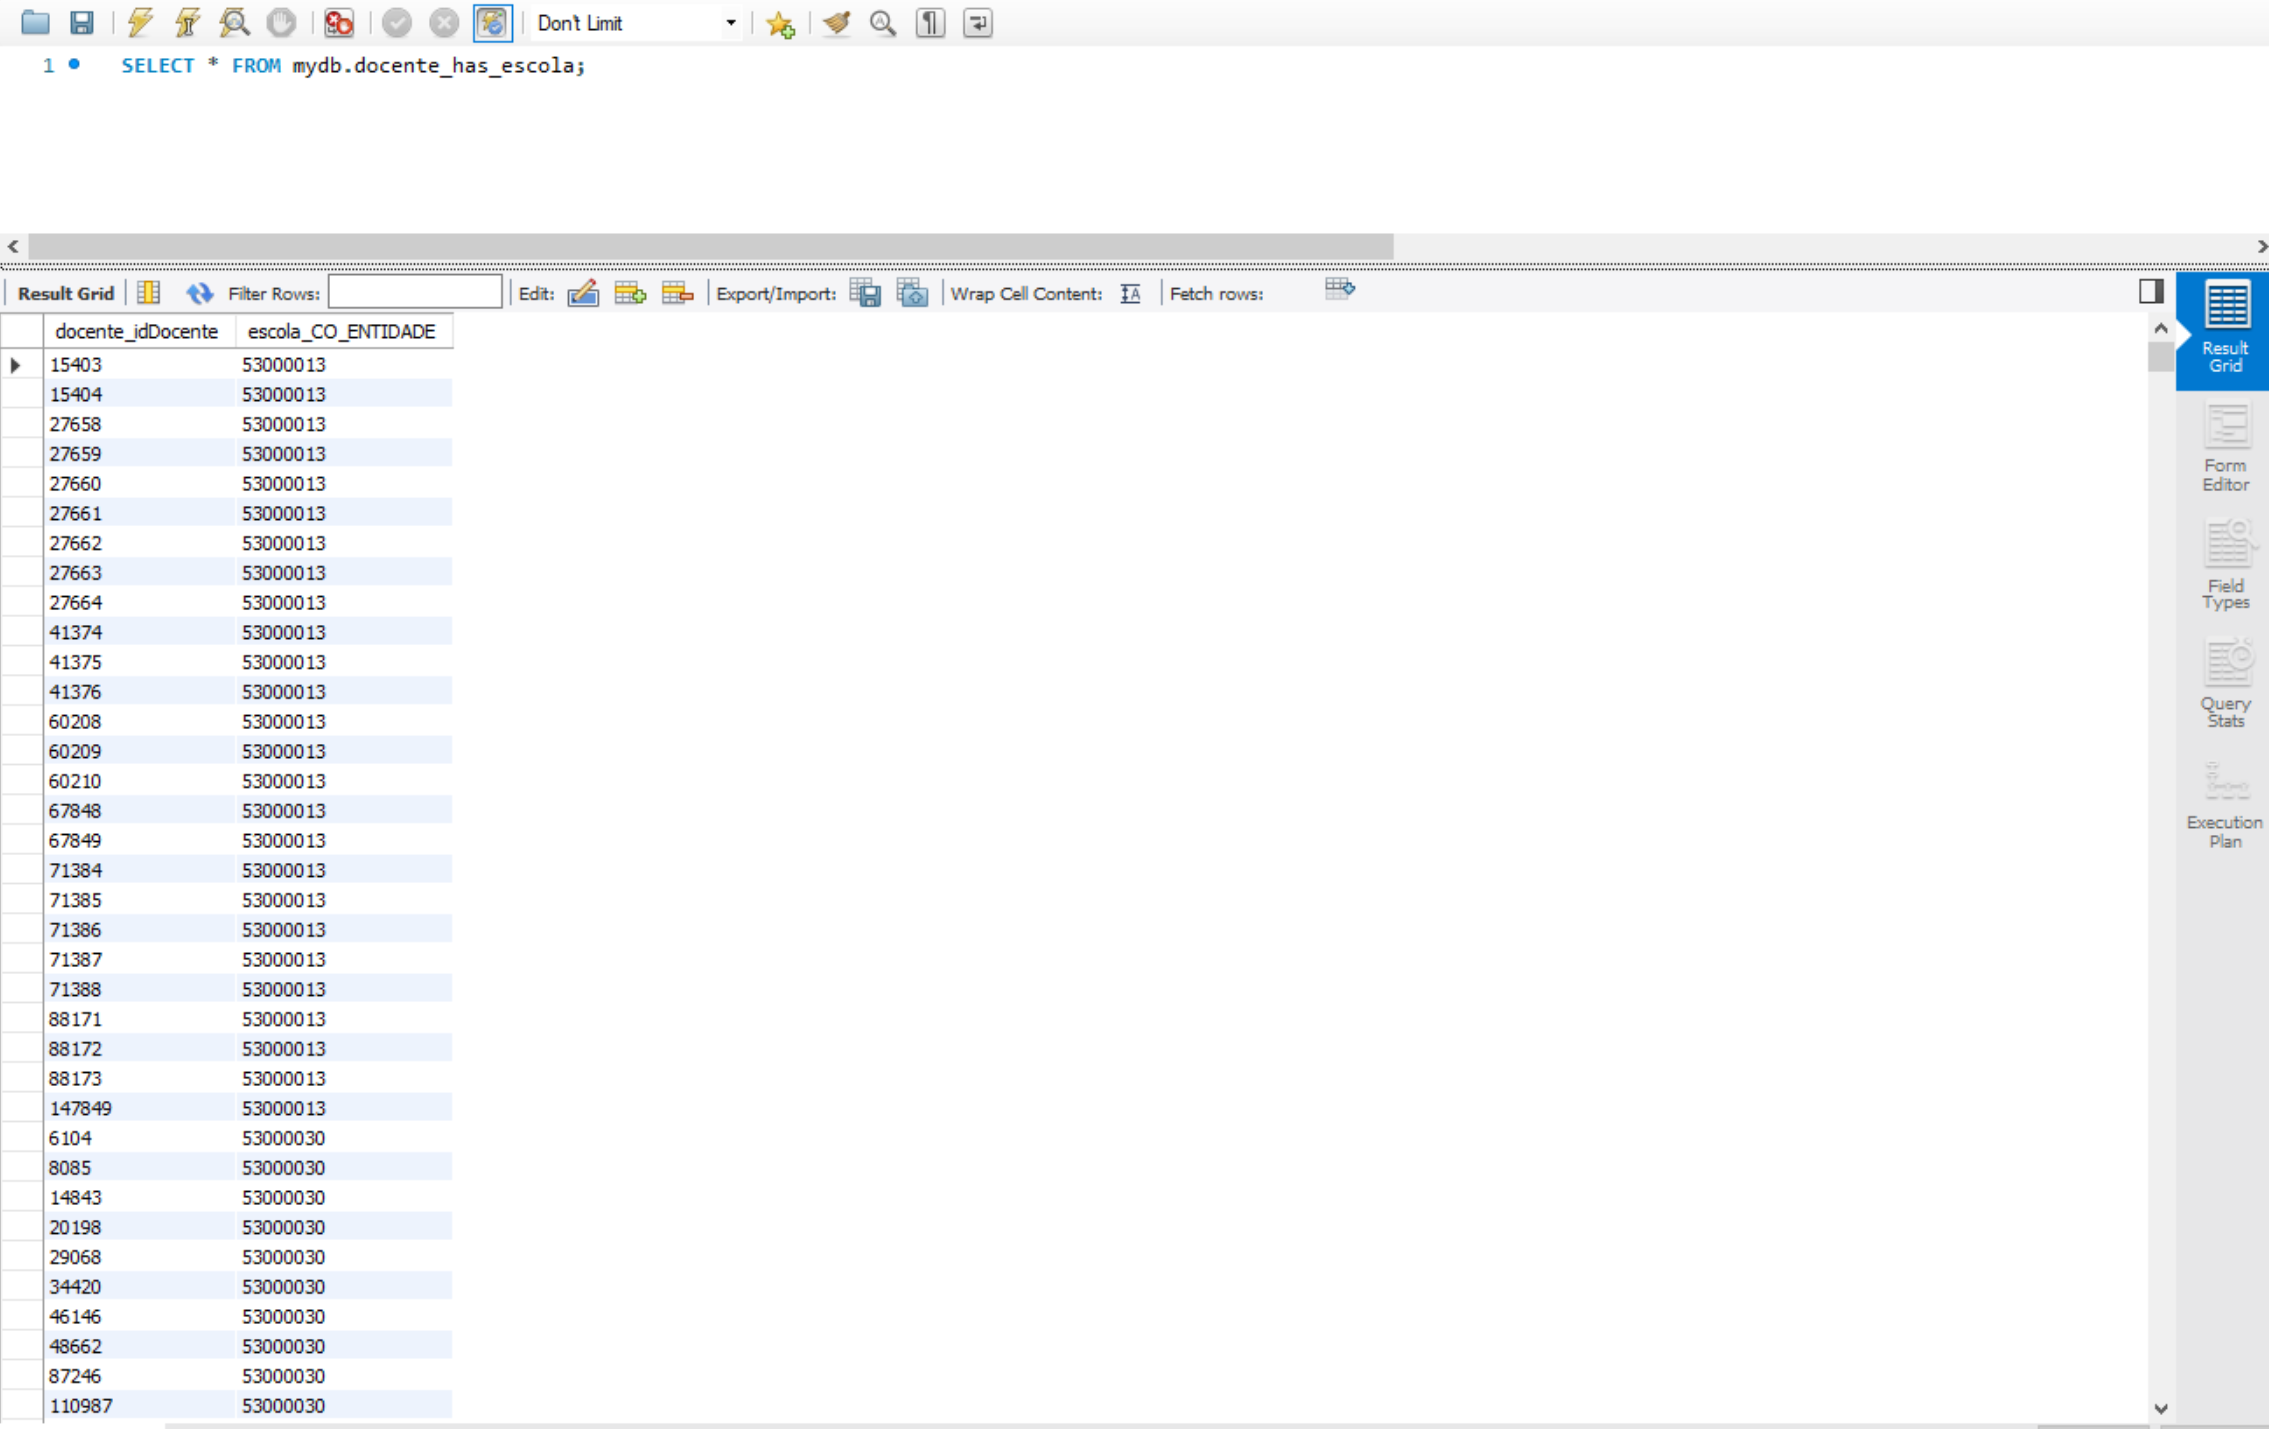 Don't Limit
1 SELECT * FROM mydb.docente_has_escola;
Result Grid Filter Rows: Edit: Export/Import: Wrap Cell Content: Fetch rows:
docente_idDocente escola_CO_ENTIDADE
15403 53000013
15404 53000013
27658 53000013
27659 53000013
27660 53000013
27661 53000013
27662 53000013
27663 53000013
27664 53000013
41374 53000013
41375 53000013
41376 53000013
60208 53000013
60209 53000013
60210 53000013
67848 53000013
67849 53000013
71384 53000013
71385 53000013
71386 53000013
71387 53000013
71388 53000013
88171 53000013
88172 53000013
88173 53000013
147849 53000013
6104 53000030
8085 53000030
14843 53000030
20198 53000030
29068 53000030
34420 53000030
46146 53000030
48662 53000030
87246 53000030
110987 53000030
Result
Grid
Form
Editor
Field
Types
Query
Stats
Execution
Plan